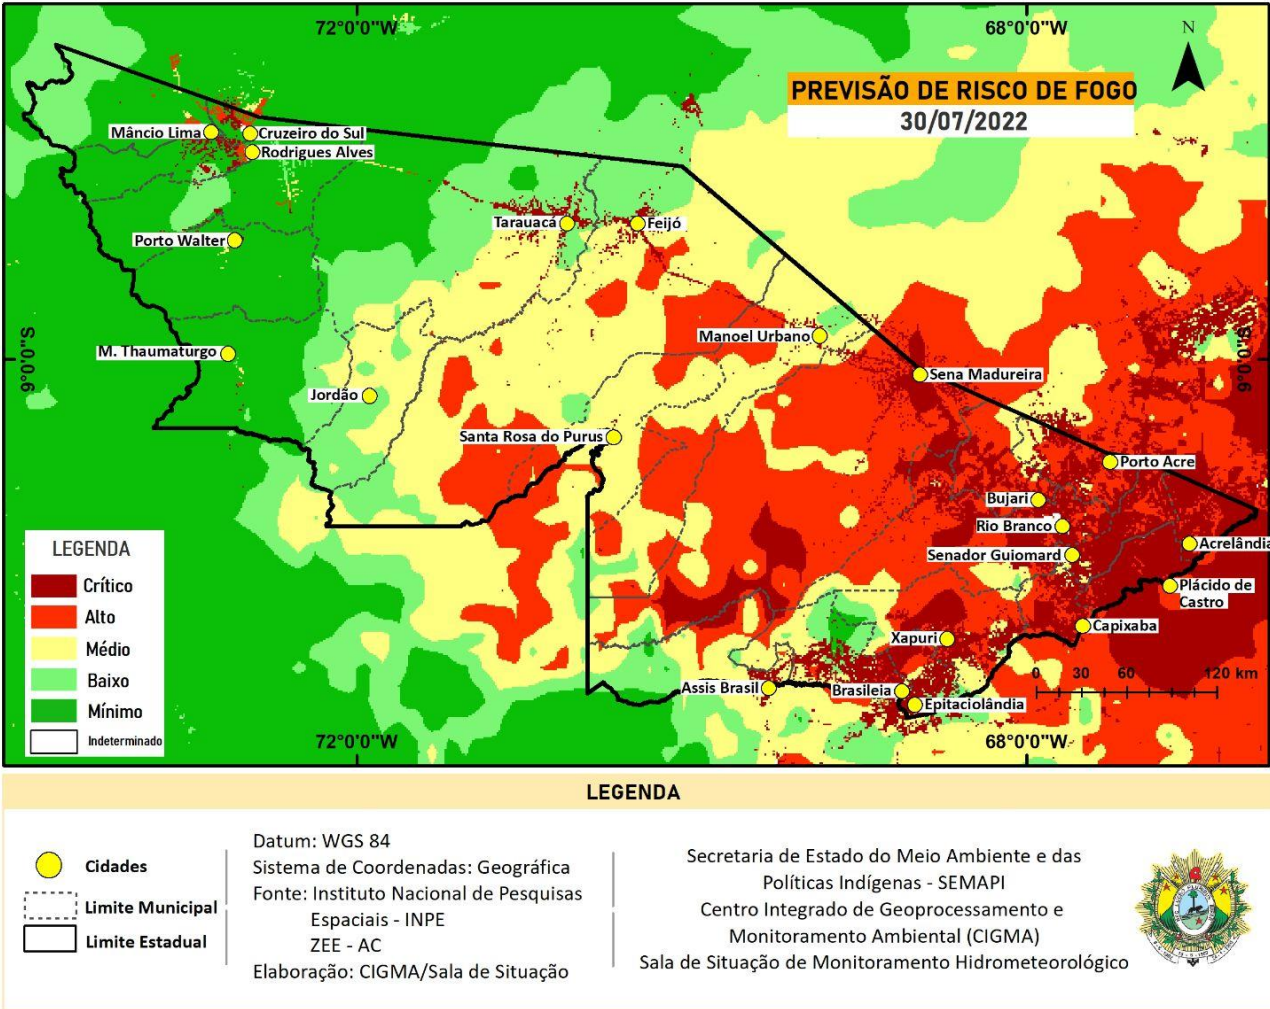 72°0'0"W
68°0'0"W
N
PREVISÃO DE RISCO DE FOGO
30/07/2022
Mâncio Lima
Cruzeiro do Sul
Rodrigues Alves
Tarauacá
Feijó
Porto Walter
Manoel Urbano
M. Thaumaturgo
9°0'0"S
9°0'0"S
Sena Madureira
Jordão
Santa Rosa do Purus
Porto Acre
Bujari
Rio Branco
Senador Guiomard
Acrelândia
Plácido de
Castro
Capixaba
Xapuri
Assis Brasil
Brasileia
Epitaciolândia
0 30 60 120 km
72°0'0"W
68°0'0"W
LEGENDA
Crítico
Alto
Médio
Baixo
Mínimo
Indeterminado
LEGENDA
Cidades
Limite Municipal
Limite Estadual
Datum: WGS 84
Sistema de Coordenadas: Geográfica
Fonte: Instituto Nacional de Pesquisas
Espaciais - INPE
ZEE - AC
Elaboração: CIGMA/Sala de Situação
Secretaria de Estado do Meio Ambiente e das
Políticas Indígenas - SEMAPI
Centro Integrado de Geoprocessamento e
Monitoramento Ambiental (CIGMA)
Sala de Situação de Monitoramento Hidrometeorológico